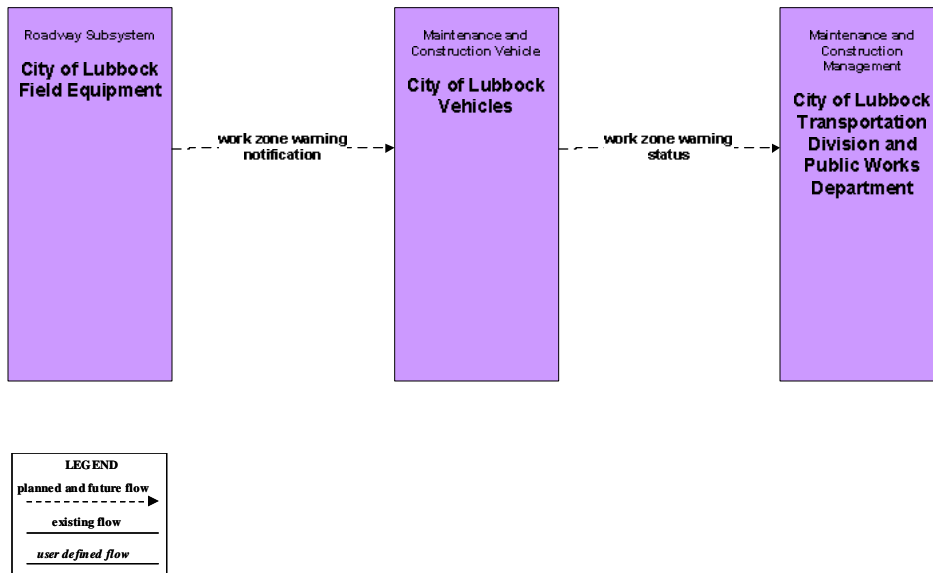 Roadway Subsystem
City of Lubbock
Field Equipment
work zone warning
notification
Maintenance and
Construction Vehicle
City of Lubbock
Vehicles
work zone warning
status
Maintenance and
Construction
Management
City of Lubbock
Transportation
Division and
Public Works
Department
LEGEND
planned and future flow
existing flow
user defined flow